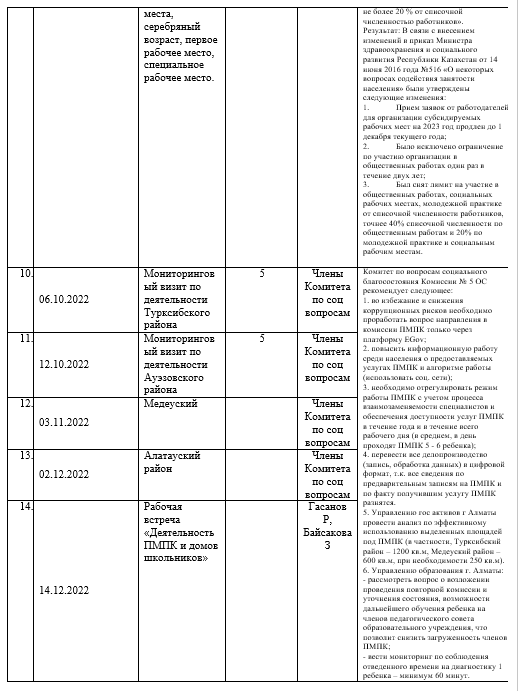 места,
серебряный
возраст, первое
рабочее место,
специальное
рабочее место.
не более 20 % от списочной
численностью работников».
Результат: В связи с внесением
изменений в приказ Министра
здравоохранения и социального
развития Республики Казахстан от 14
июня 2016 года №516 «О некоторых
вопросах содействия занятости
населения» были утверждены
следующие изменения:
1. Прием заявок от работодателей
для организации субсидируемых
рабочих мест на 2023 год продлен до 1
декабря текущего года;
2. Было исключено ограничение
по участию организации в
общественных работах один раз в
течение двух лет;
3. Был снят лимит на участие в
общественных работах, социальных
рабочих местах, молодежной практике
от списочной численности работников,
точнее 40% списочной численности по
общественным работам и 20% по
молодежной практике и социальным
рабочим местам.
10.
06.10.2022
Мониторингов
ый визит по
деятельности
Турксибского
района
5
Члены
Комитета
по соц
вопросам
11.
12.10.2022
Мониторингов
ый визит по
деятельности
Ауэзовского
района
5
Члены
Комитета
по соц
вопросам
12.
03.11.2022
Медеуский
Члены
Комитета
по соц
вопросам
13.
02.12.2022
Алатауский
район
Члены
Комитета
по соц
вопросам
14.
14.12.2022
Рабочая
встреча
«Деятельность
ПМПК и домов
школьников»
Гасанов
Р,
Байсакова
З
Комитет по вопросам социального
благосостояния Комиссии № 5 ОС
рекомендует следующее:
1. во избежание и снижения
коррупционных рисков необходимо
проработать вопрос направления в
комиссии ПМПК только через
платформу EGov;
2. повысить информационную работу
среди населения о предоставляемых
услугах ПМПК и алгоритме работы
(использовать соц. сети);
3. необходимо отрегулировать режим
работы ПМПК с учетом процесса
взаимозаменяемости специалистов и
обеспечения доступности услуг ПМПК
в течение года и в течение всего
рабочего дня (в среднем, в день
проходят ПМПК 5 - 6 ребенка);
4. перевести все делопроизводство
(запись, обработка данных) в цифровой
формат, т.к. все сведения по
предварительным записям на ПМПК и
по факту получившим услугу ПМПК
разнятся.
5. Управлению гос активов г Алматы
провести анализ по эффективному
использованию выделенных площадей
под ПМПК (в частности, Турксибский
район – 1200 кв.м, Медеуский район –
600 кв.м, при необходимости 250 кв.м).
6. Управлению образования г. Алматы:
- рассмотреть вопрос о возложении
проведения повторной комиссии и
уточнения состояния, возможности
дальнейшего обучения ребенка на
членов педагогического совета
образовательного учреждения, что
позволит снизить загруженность членов
ПМПК;
- вести мониторинг по соблюдения
отведенного времени на диагностику 1
ребенка – минимум 60 минут.